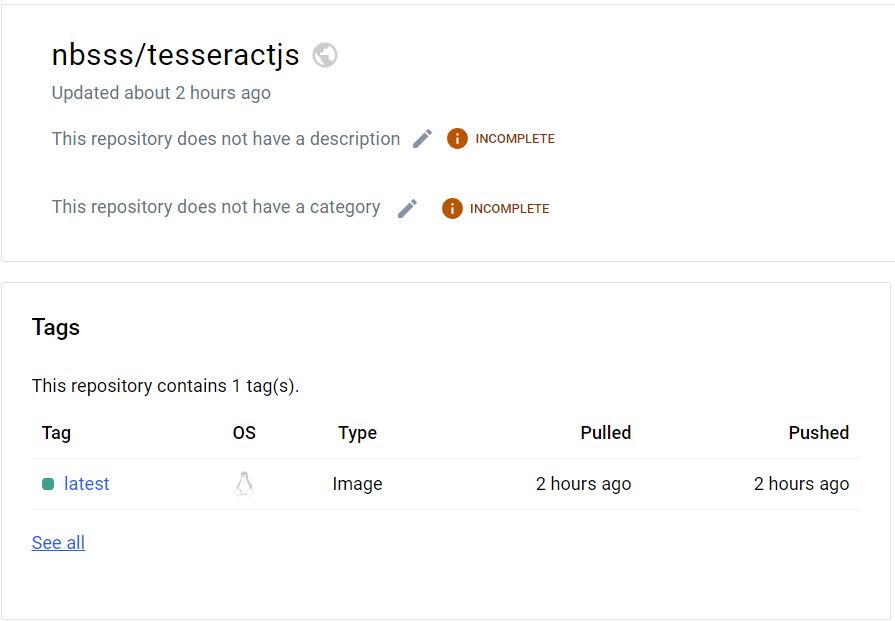 nbsss/tesseractjs
Updated about 2 hours ago
This repository does not have a description INCOMPLETE
This repository does not have a category INCOMPLETE
Tags
This repository contains 1 tag(s).
Tag OS Type Pulled Pushed
latest Image 2 hours ago 2 hours ago
See all